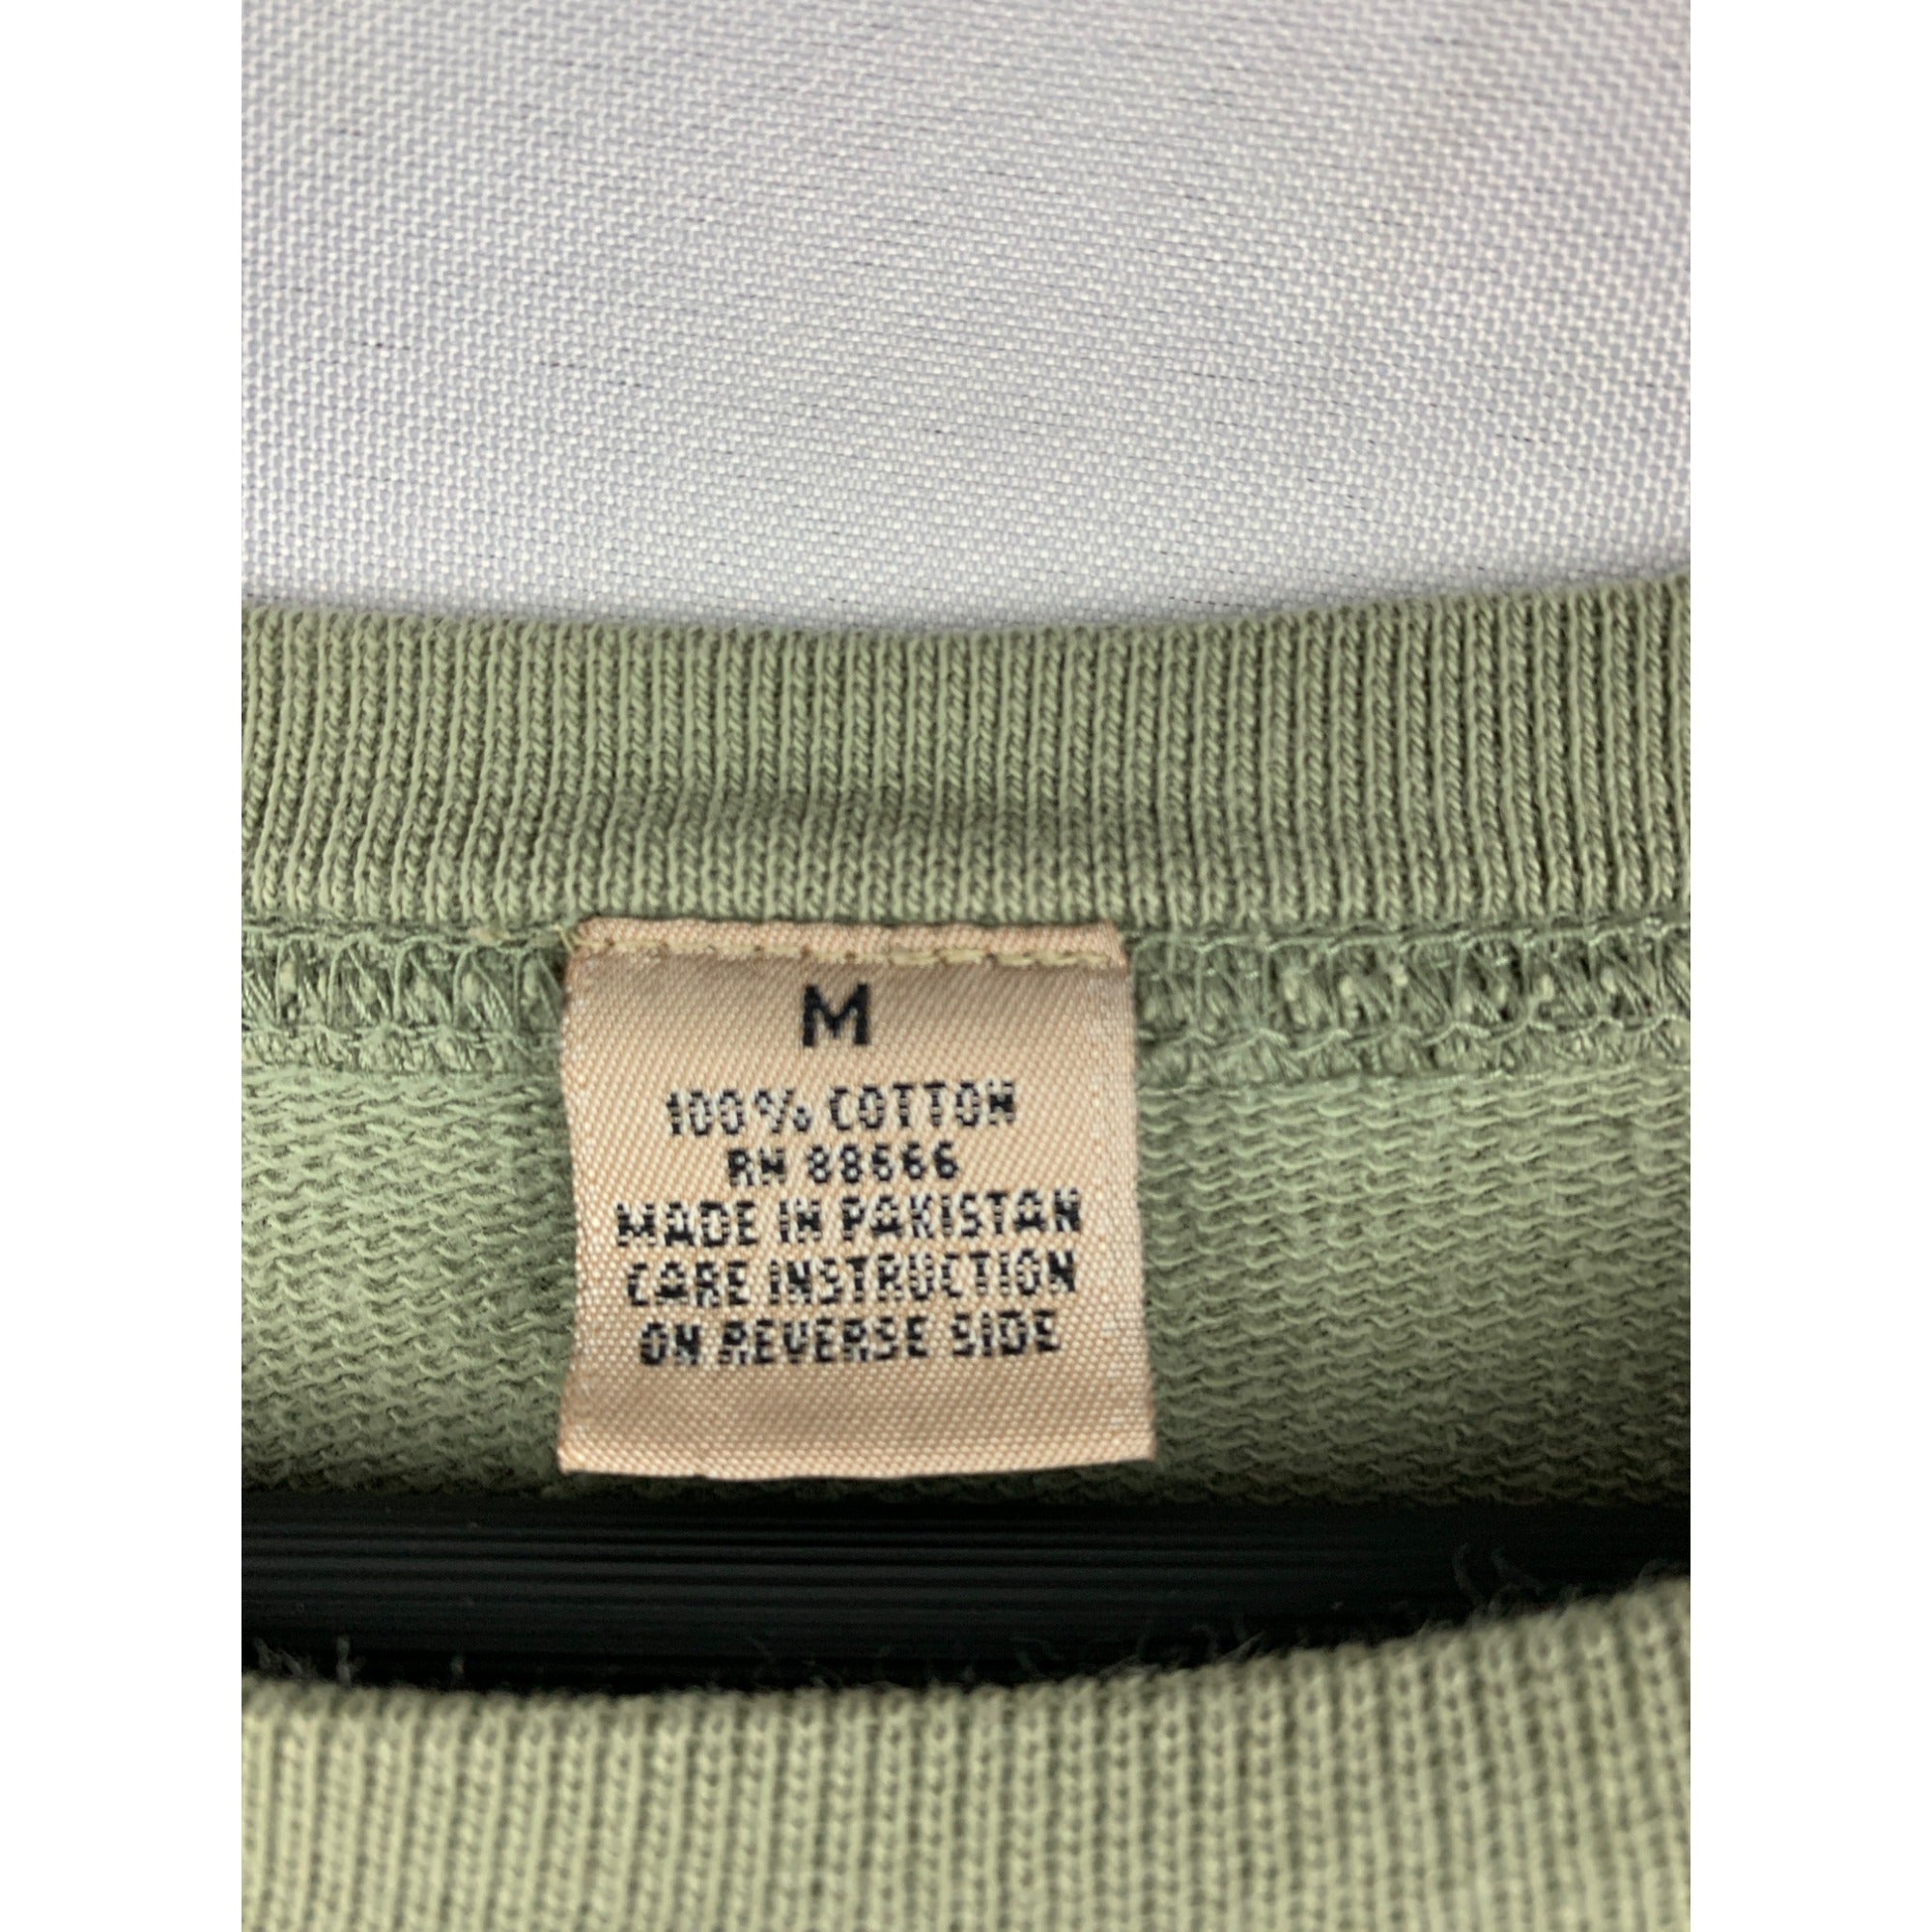 M
100% COTTON
RN 88666
MADE IN PAKISTAN
CARE INSTRUCTION
ON REVERSE SIDE